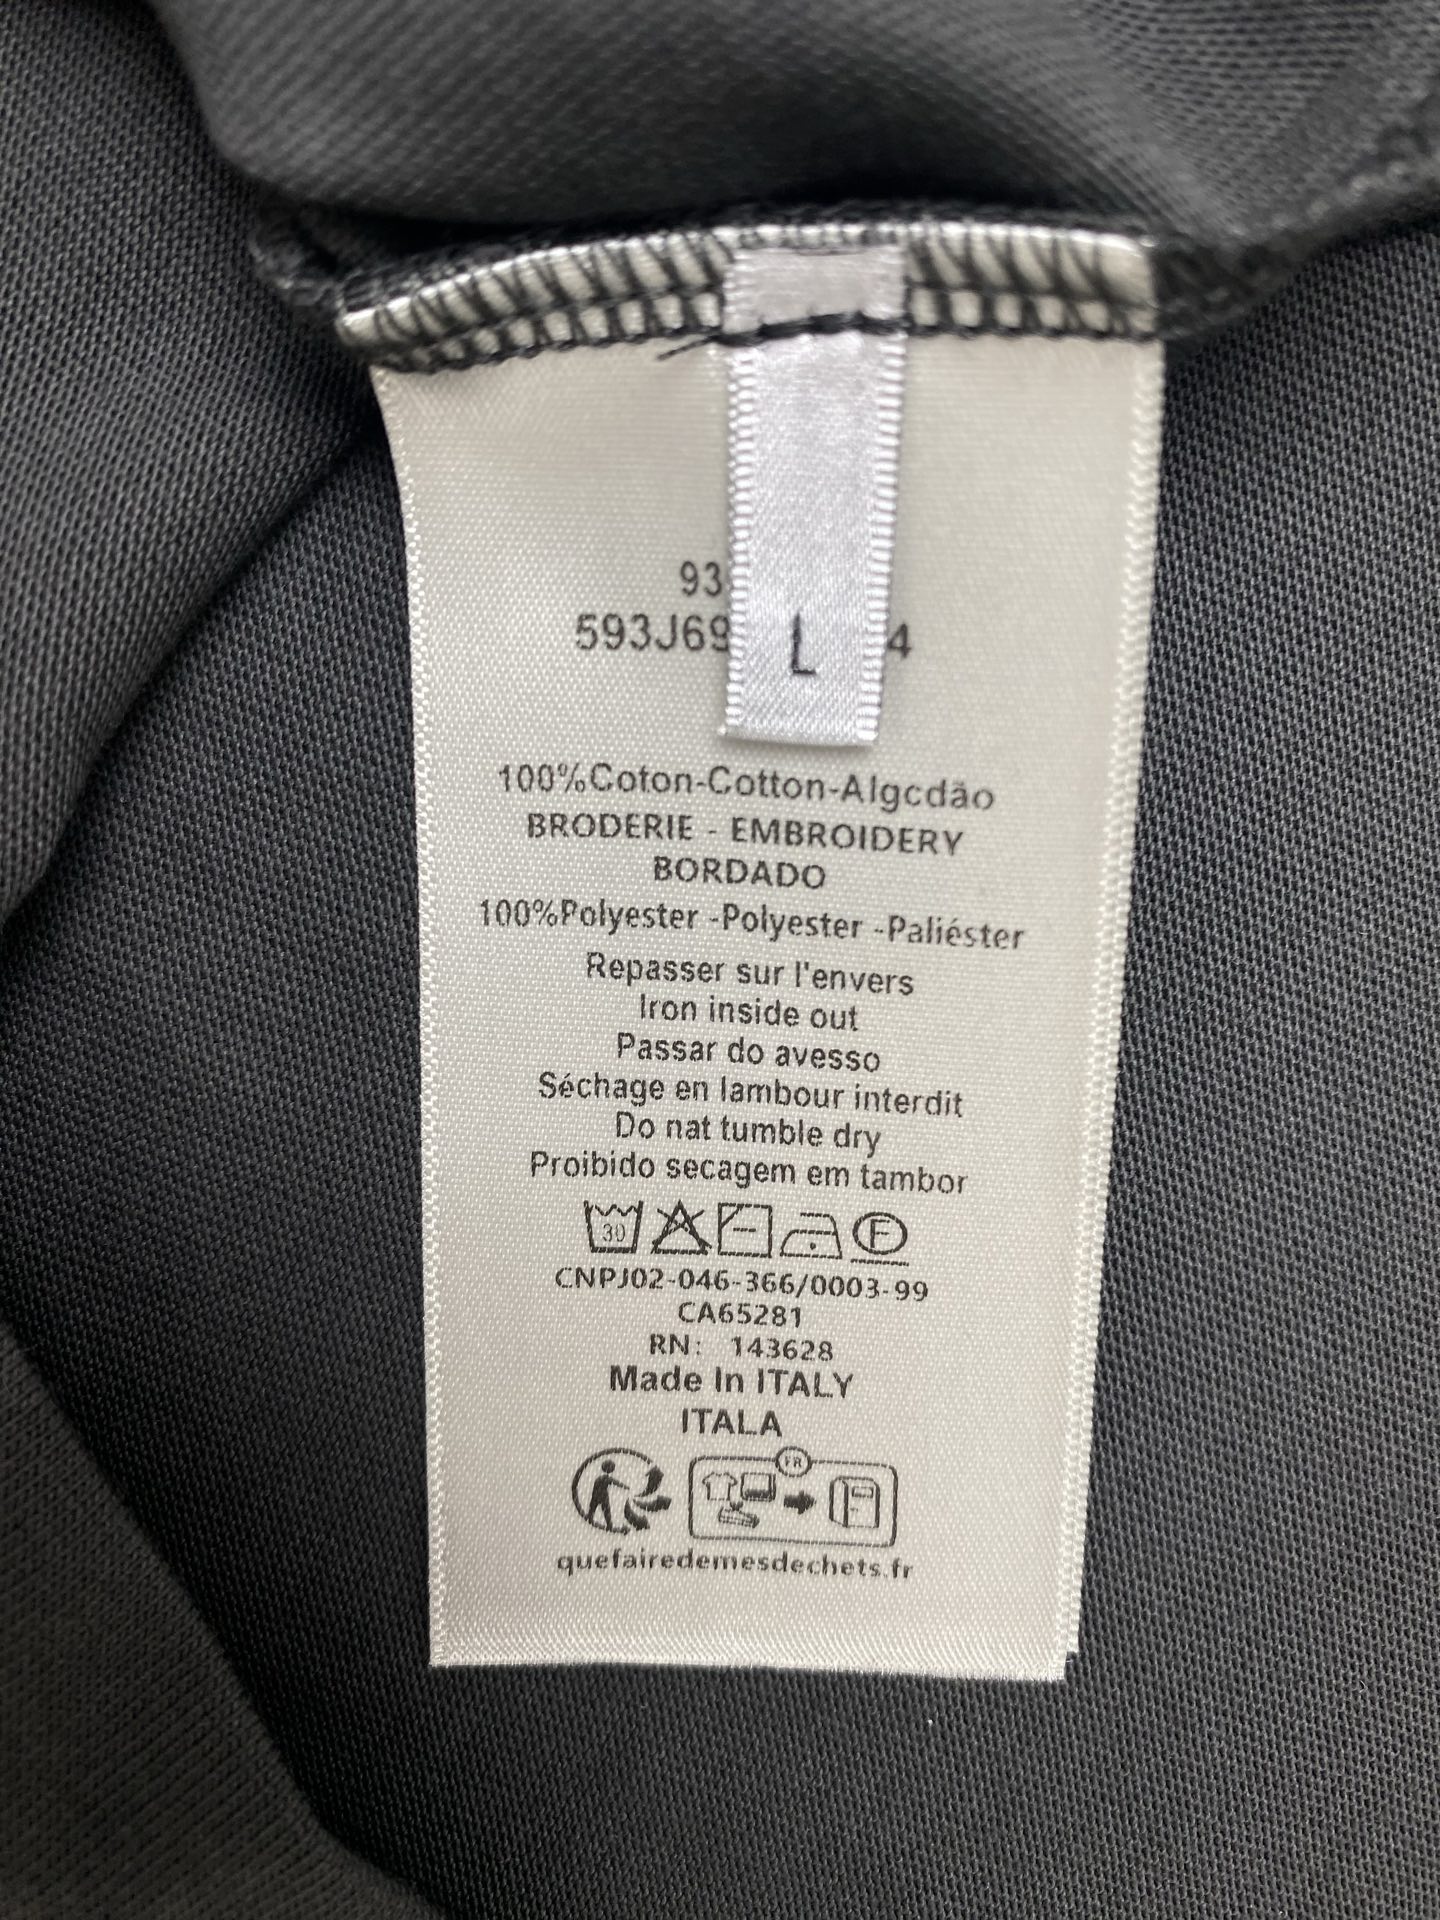 93
593J69 4
L
100%Coton-Cotton-Algcdão
BRODERIE - EMBROIDERY
BORDADO
100%Polyester -Polyester -Paliéster
Repasser sur l'envers
Iron inside out
Passar do avesso
Séchage en lambour interdit
Do nat tumble dry
Proibido secagem em tambor
30 F
CNPJ02-046-366/0003-99
CA65281
RN: 143628
Made In ITALY
ITALA
FR
quefairedemesdechets.fr